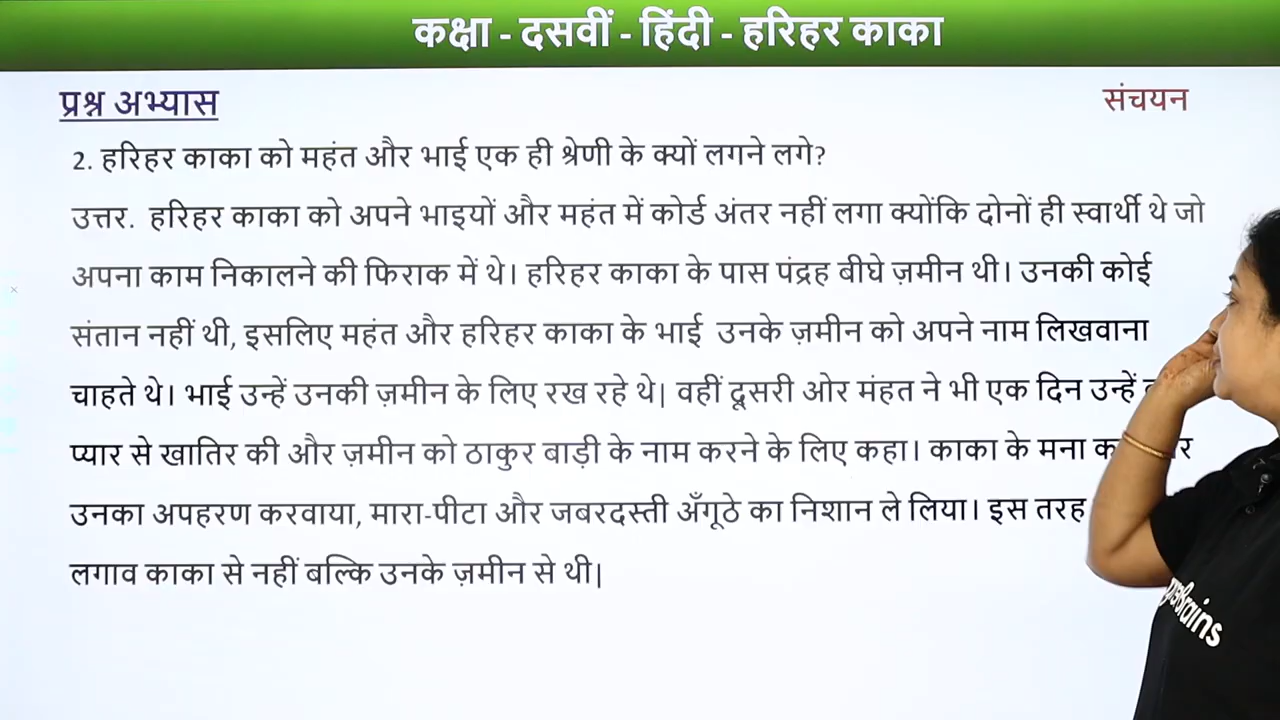 कक्षा - दसवीं - हिंदी - हरिहर काका
प्रश्न अभ्यास
संचयन
2. हरिहर काका को महंत और भाई एक ही श्रेणी के क्यों लगने लगे?
उत्तर. हरिहर काका को अपने भाइयों और महंत में कोर्ड अंतर नहीं लगा क्योंकि दोनों ही स्वार्थी थे जो
अपना काम निकालने की फिराक में थे। हरिहर काका के पास पंद्रह बीघे ज़मीन थी। उनकी कोई
संतान नहीं थी, इसलिए महंत और हरिहर काका के भाई उनके ज़मीन को अपने नाम लिखवाना
चाहते थे। भाई उन्हें उनकी ज़मीन के लिए रख रहे थे| वहीं दूसरी ओर मंहत ने भी एक दिन उन्हें
प्यार से खातिर की और ज़मीन को ठाकुर बाड़ी के नाम करने के लिए कहा। काका के मना
उनका अपहरण करवाया, मारा-पीटा और जबरदस्ती अँगूठे का निशान ले लिया। इस तरह
लगाव काका से नहीं बल्कि उनके ज़मीन से थी|